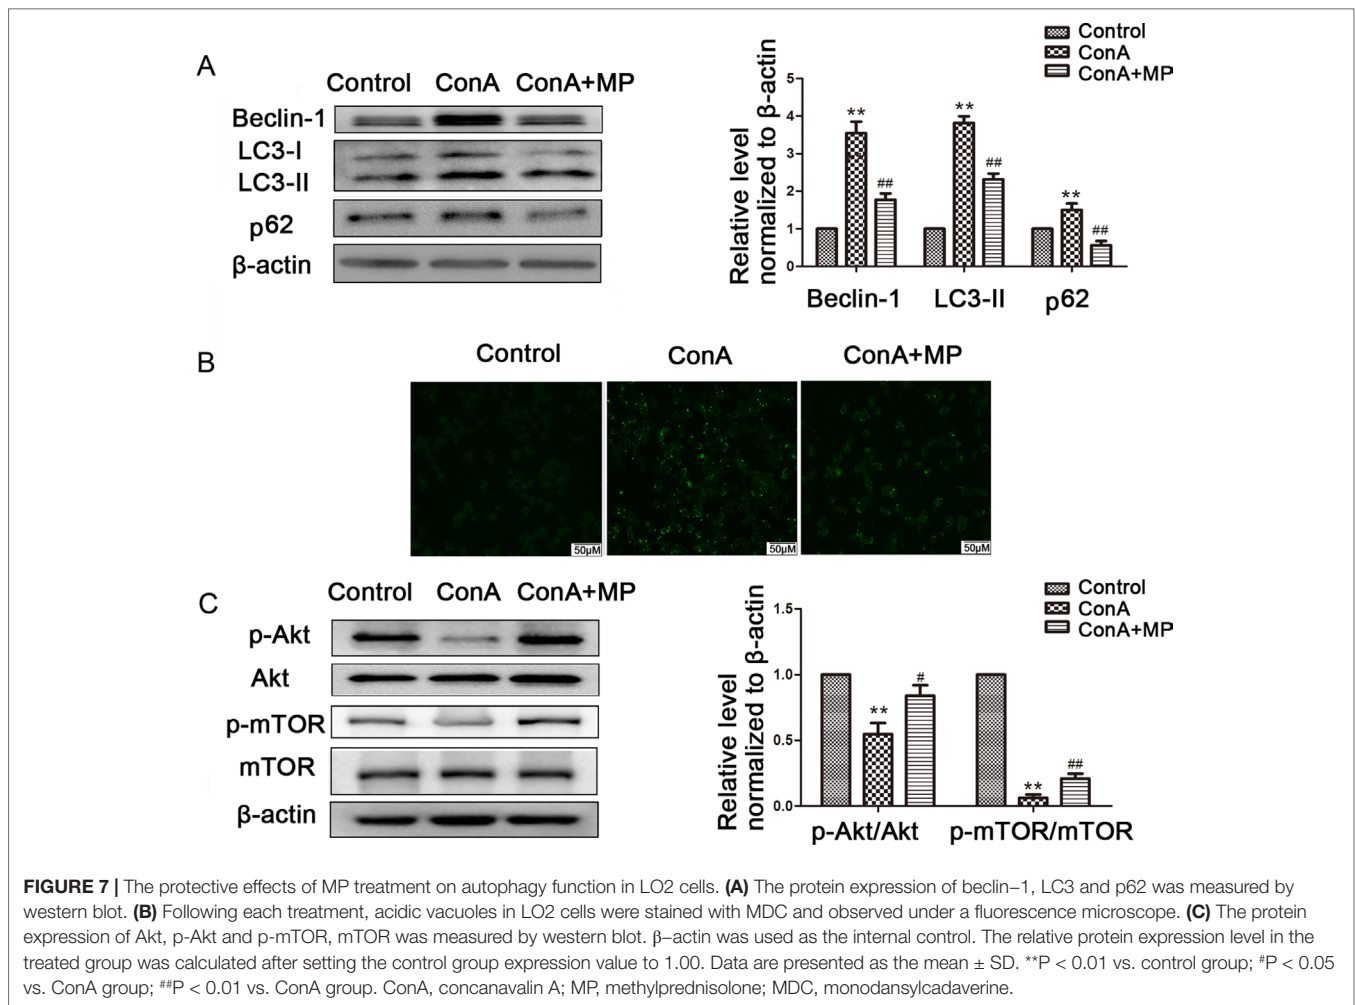 A
Control ConA ConA+MP
Beclin-1
LC3-I
LC3-II
p62
β-actin
Control
ConA
ConA+MP
Relative level
normalized to β-actin
5
4
3
2
1
0
**
##
**
##
**
##
Beclin-1 LC3-II p62
B
Control ConA ConA+MP
50μM 50μM 50μM
C
Control ConA ConA+MP
p-Akt
Akt
p-mTOR
mTOR
β-actin
Control
ConA
ConA+MP
Relative level
normalized to β-actin
1.5
1.0
0.5
0.0
**
#
**
##
p-Akt/Akt p-mTOR/mTOR
FIGURE 7 | The protective effects of MP treatment on autophagy function in LO2 cells. (A) The protein expression of beclin–1, LC3 and p62 was measured by
western blot. (B) Following each treatment, acidic vacuoles in LO2 cells were stained with MDC and observed under a fluorescence microscope. (C) The protein
expression of Akt, p-Akt and p-mTOR, mTOR was measured by western blot. β–actin was used as the internal control. The relative protein expression level in the
treated group was calculated after setting the control group expression value to 1.00. Data are presented as the mean ± SD. **P < 0.01 vs. control group; #P < 0.05
vs. ConA group; ##P < 0.01 vs. ConA group. ConA, concanavalin A; MP, methylprednisolone; MDC, monodansylcadaverine.